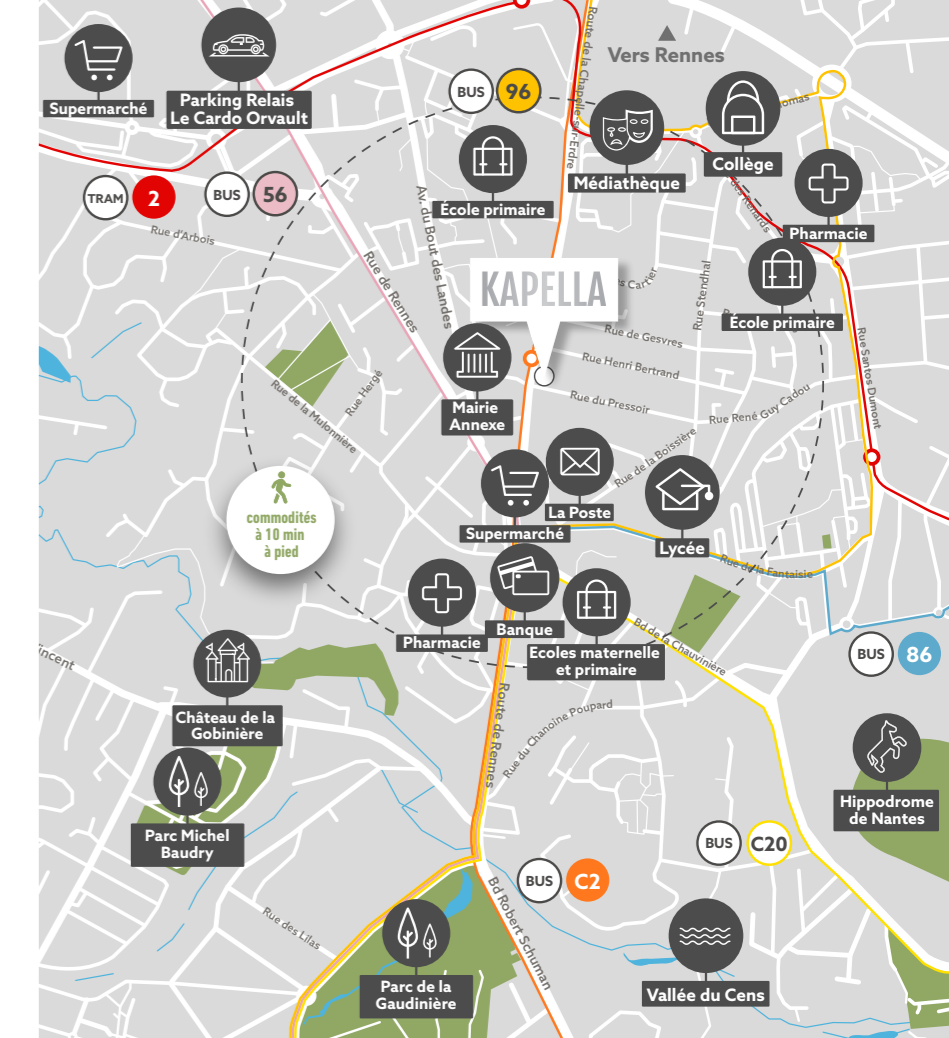 Route de la Chapelle-sur-Erdre
Vers Rennes
Supermarché
Parking Relais
Le Cardo Orvault
BUS 96
omas
Collège
Médiathèque
École primaire
TRAM 2
BUS 56
des Renards
Pharmacie
Rue d'Arbois
Av. du Bout des Landes
Rue de Rennes
KAPELLA
s Cartier
Rue Stendhal
École primaire
Rue de Gesvres
Rue Henri Bertrand
Rue Santos Dumont
Rue Hergé
Rue de la Mulonnière
Mairie
Annexe
Rue du Pressoir
Rue René Guy Cadou
Rue de la Boissière
commodités
à 10 min
à pied
La Poste
Supermarché
Lycée
Rue de la Fantaisie
Pharmacie
Banque
Ecoles maternelle
et primaire
Bd de la Chauvinière
BUS 86
incent
Château de la
Gobinière
Route de Rennes
Rue du Chanoine Poupard
Hippodrome
de Nantes
Parc Michel
Baudry
BUS C20
BUS C2
Bd Robert Schuman
Rue des Lilas
Parc de la
Gaudinière
Vallée du Cens